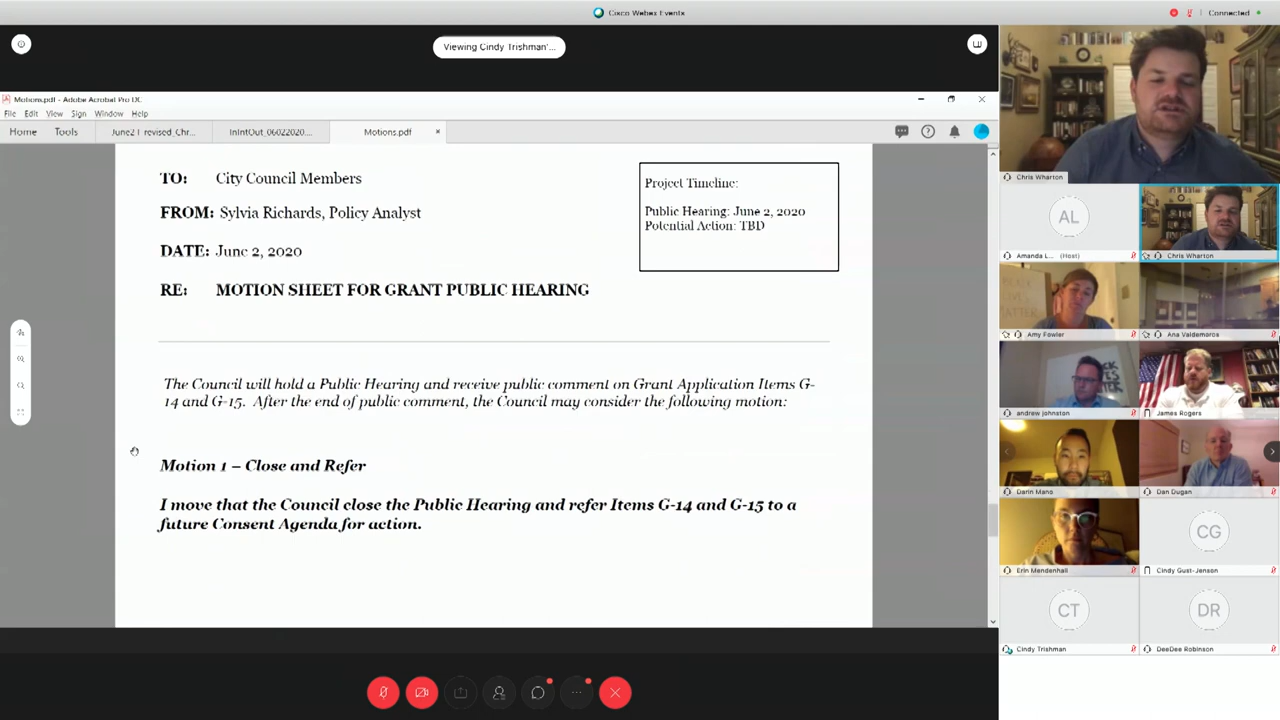 Cisco Webex Events
Connected
Viewing Cindy Trishman'...
Motions.pdf - Adobe Acrobat Pro DC
File Edit View Sign Window Help
Home Tools June2 F revised_Chr... InIntOut_06022020.... Motions.pdf ×
TO: City Council Members
FROM: Sylvia Richards, Policy Analyst
DATE: June 2, 2020
RE: MOTION SHEET FOR GRANT PUBLIC HEARING
Project Timeline:
Public Hearing: June 2, 2020
Potential Action: TBD
The Council will hold a Public Hearing and receive public comment on Grant Application Items G-
14 and G-15. After the end of public comment, the Council may consider the following motion:
Motion 1 – Close and Refer
I move that the Council close the Public Hearing and refer Items G-14 and G-15 to a
future Consent Agenda for action.
Chris Wharton
AL
Amanda L... (Host)
Chris Wharton
Amy Fowler
Ana Valdemoros
andrew johnston
James Rogers
Darin Mano
Dan Dugan
Erin Mendenhall
CG
Cindy Gust-Jenson
CT
Cindy Trishman
DR
DeeDee Robinson